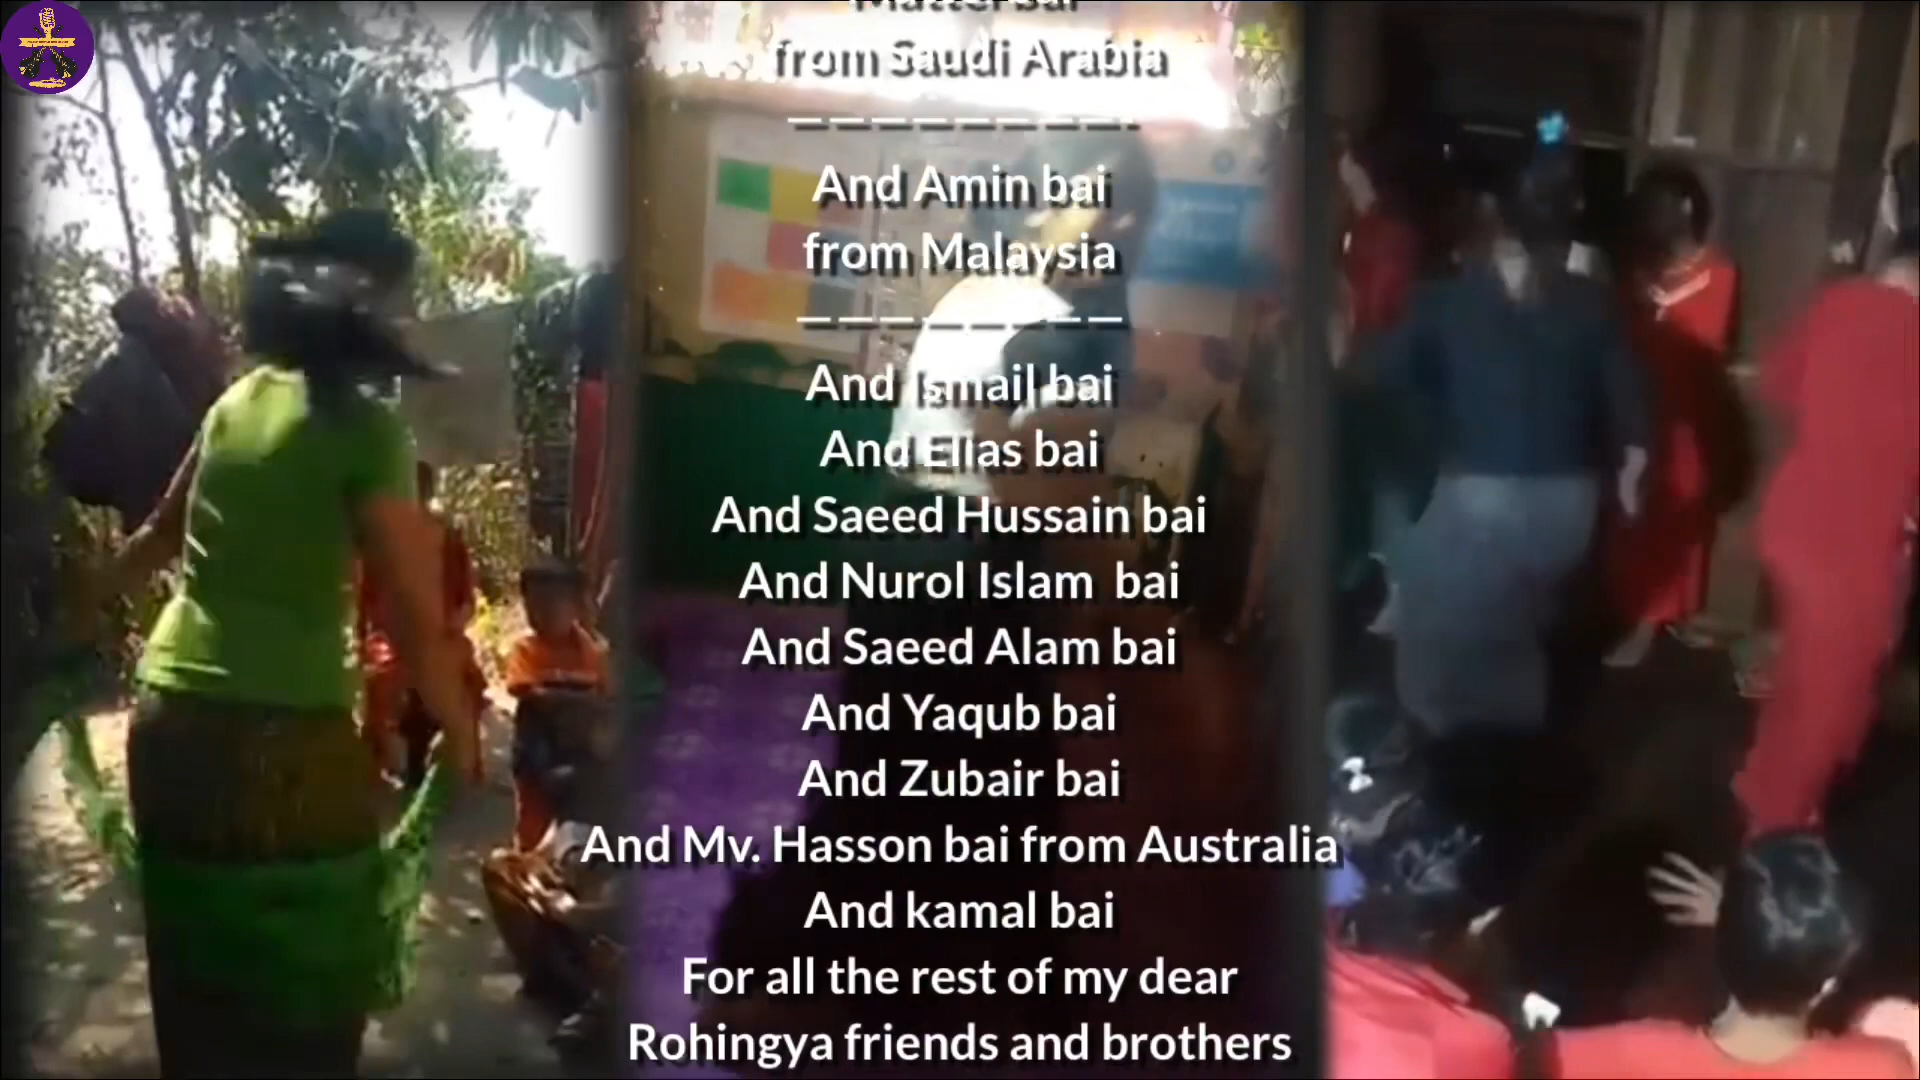 Matter bai
from Saudi Arabia
_ _ _ _ _ _ _ _ _ _.
And Amin bai
from Malaysia
_ _ _ _ _ _ _ _ _
And Ismail bai
And Elias bai
And Saeed Hussain bai
And Nurol Islam  bai
And Saeed Alam bai
And Yaqub bai
And Zubair bai
And Mv. Hasson bai from Australia
And kamal bai
For all the rest of my dear
Rohingya friends and brothers